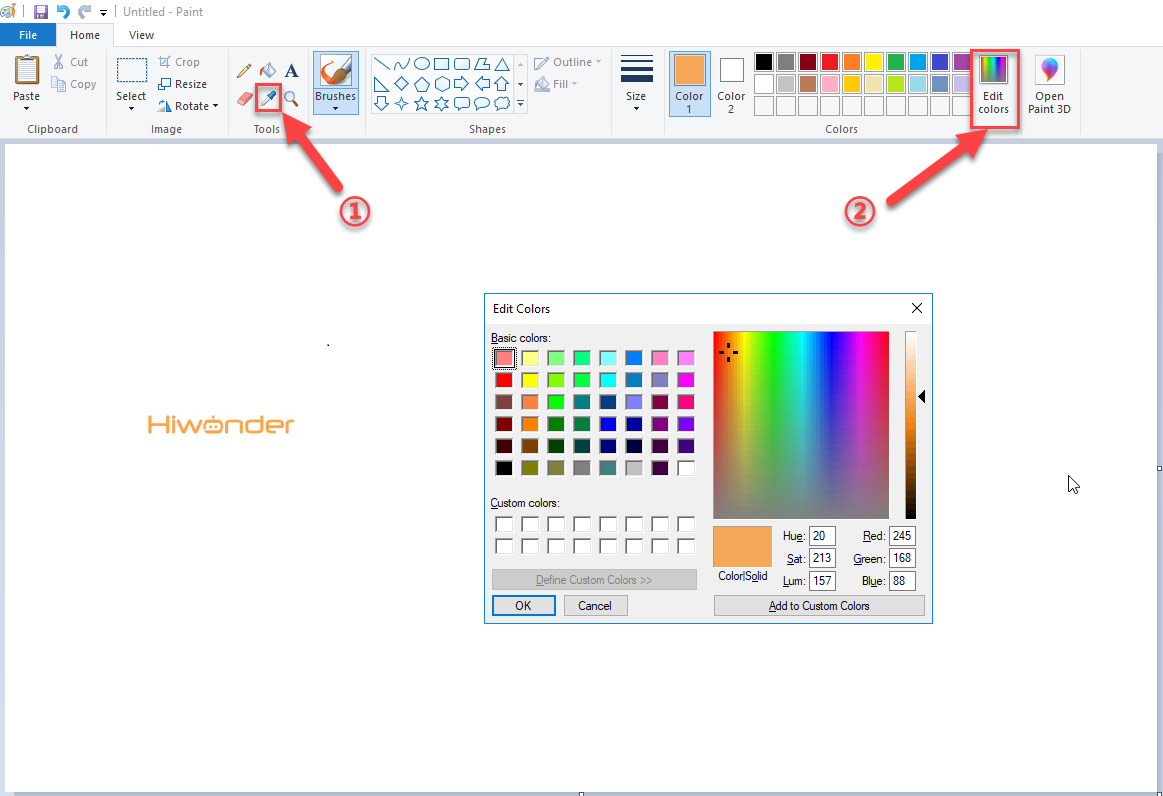 Untitled - Paint
File Home View
Paste
Cut
Copy
Clipboard
Select
Crop
Resize
Rotate
Image
A
Tools
Brushes
Shapes
Outline
Fill
Size
Color
1
Color
2
Colors
Edit
colors
Open
Paint 3D
①
②
Hiwonder
Edit Colors
Basic colors:
Custom colors:
Define Custom Colors >>
OK Cancel
Hue: 20 Red: 245
Sat: 213 Green: 168
Color|Solid Lum: 157 Blue: 88
Add to Custom Colors